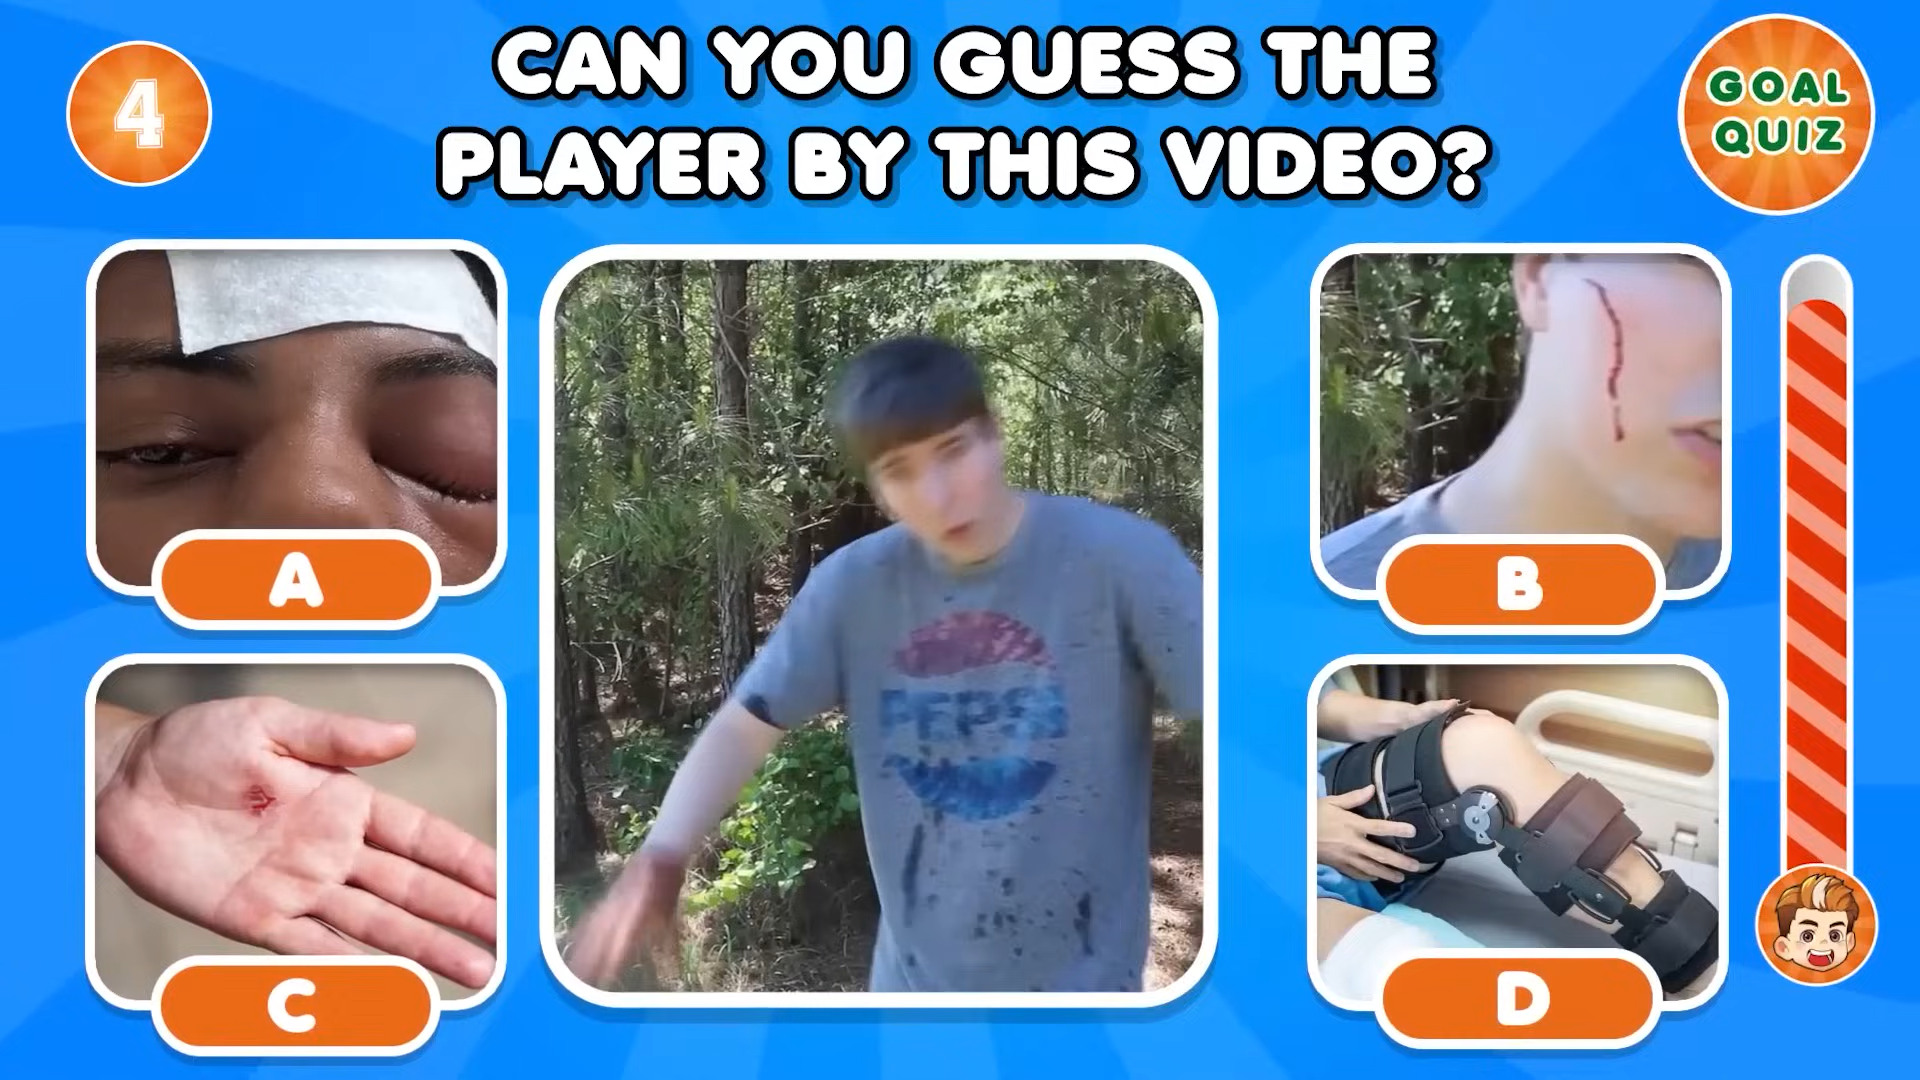 4
CAN YOU GUESS THE
PLAYER BY THIS VIDEO?
GOAL
QUIZ
A
B
PEPSI
C
D